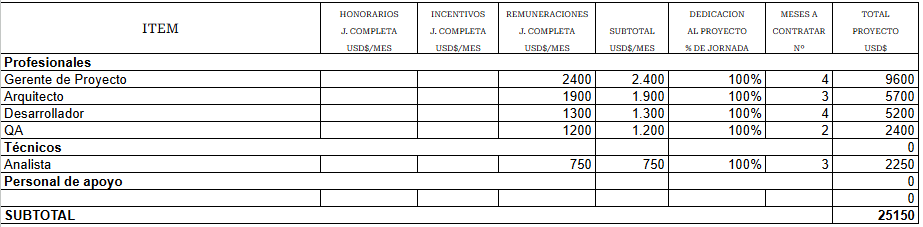 ITEM HONORARIOS J. COMPLETA USD$/MES INCENTIVOS J. COMPLETA USD$/MES REMUNERACIONES J. COMPLETA USD$/MES SUBTOTAL USD$/MES DEDICACION AL PROYECTO % DE JORNADA MESES A CONTRATAR Nº TOTAL PROYECTO USD$
Profesionales
Gerente de Proyecto 2400 2.400 100% 4 9600
Arquitecto 1900 1.900 100% 3 5700
Desarrollador 1300 1.300 100% 4 5200
QA 1200 1.200 100% 2 2400
Técnicos 0
Analista 750 750 100% 3 2250
Personal de apoyo 0
0
SUBTOTAL 25150